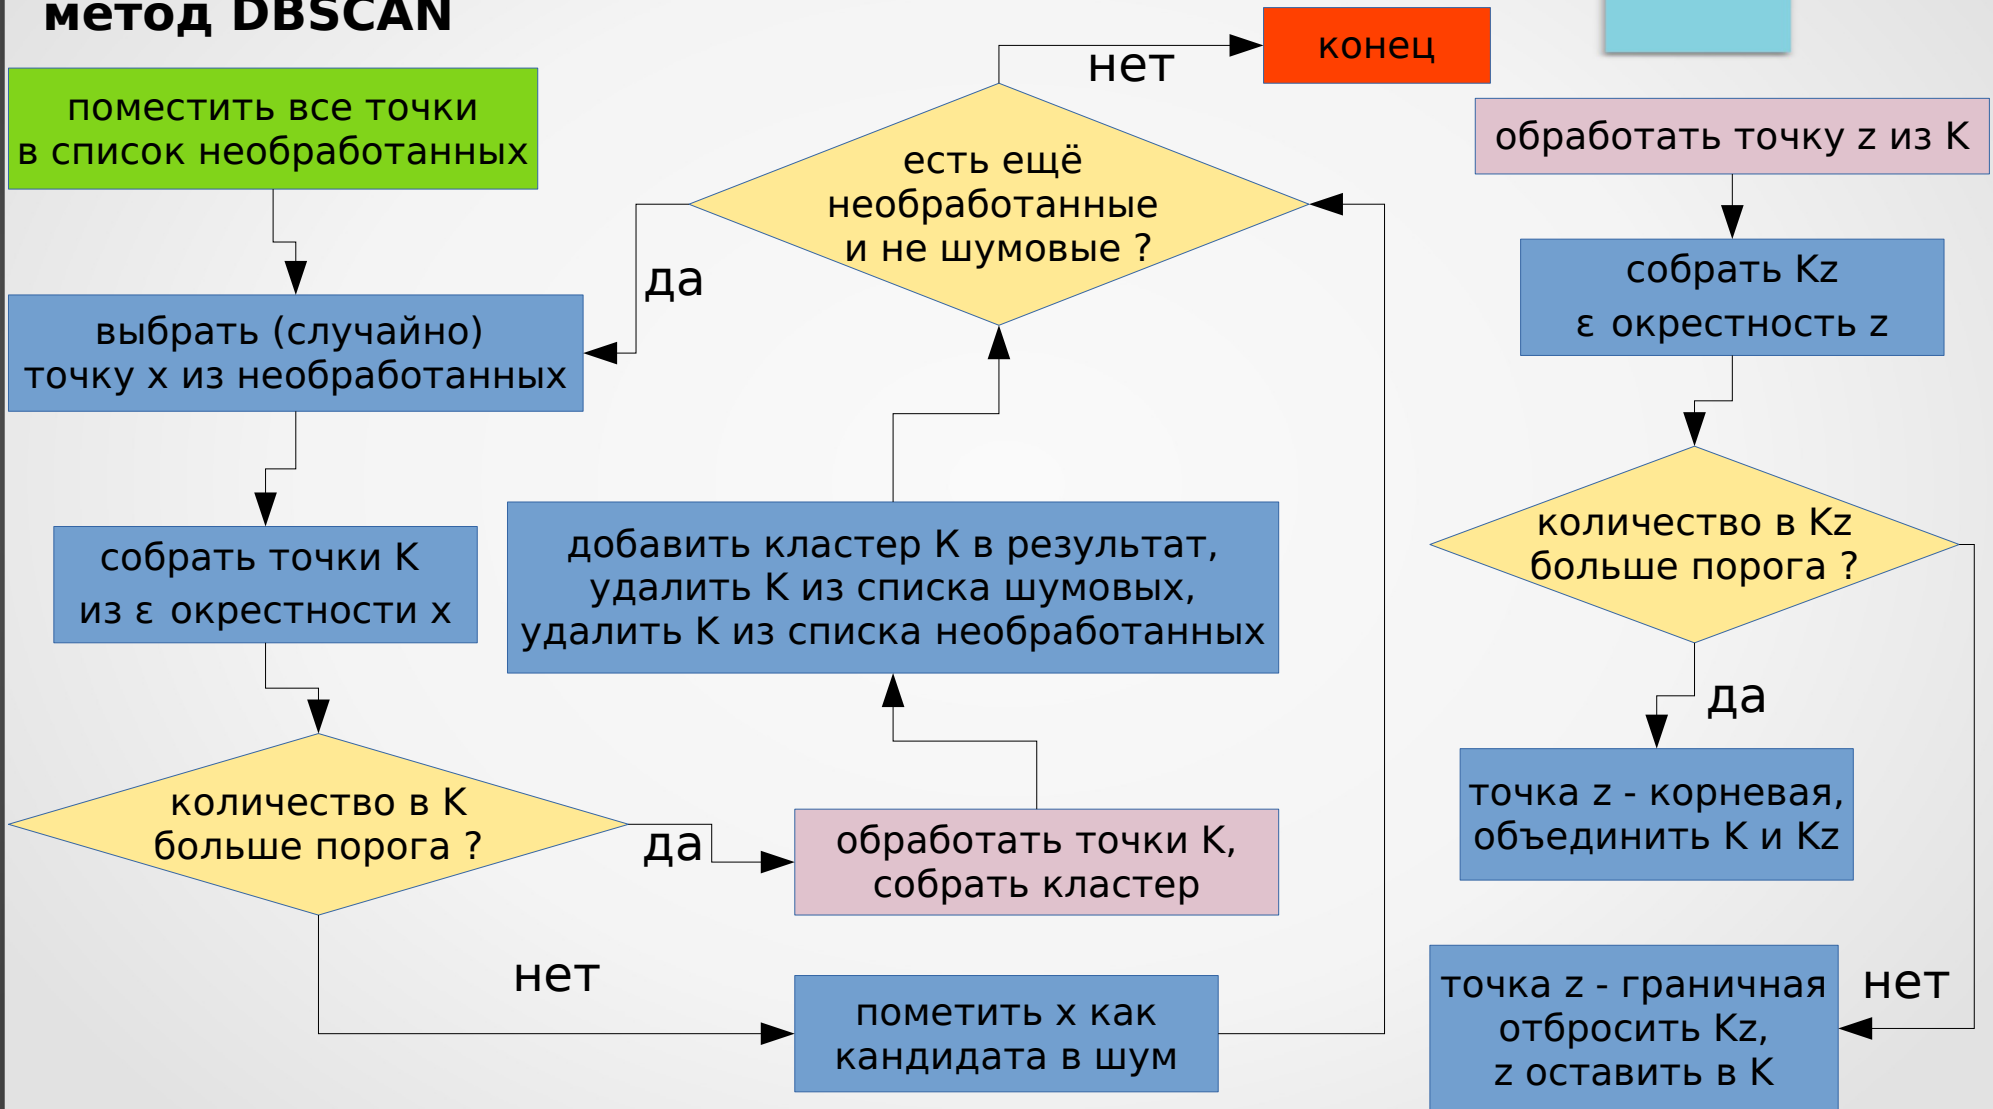 метод DBSCAN
поместить все точки
в список необработанных
выбрать (случайно)
точку x из необработанных
собрать точки K
из ε окрестности x
количество в K
больше порога ?
да
нет
обработать точки K,
собрать кластер
пометить x как
кандидата в шум
добавить кластер K в результат,
удалить K из списка шумовых,
удалить K из списка необработанных
есть ещё
необработанные
и не шумовые ?
да
нет
конец
обработать точку z из K
собрать Kz
ε окрестность z
количество в Kz
больше порога ?
да
точка z - корневая,
объединить K и Kz
нет
точка z - граничная
отбросить Kz,
z оставить в K